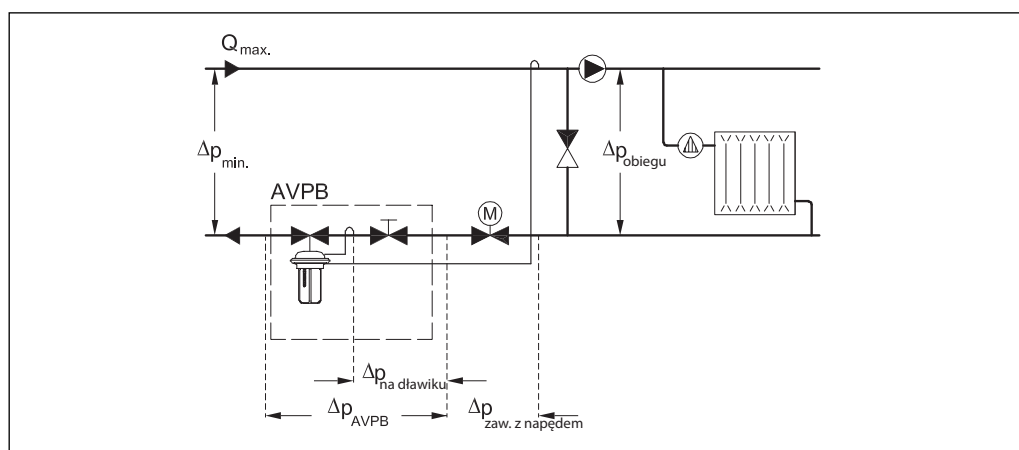 Qmax.
Δpmin.
Δpobiegu
AVPB
M
Δpna dławiku
ΔpAVPB
Δpzaw. z napędem